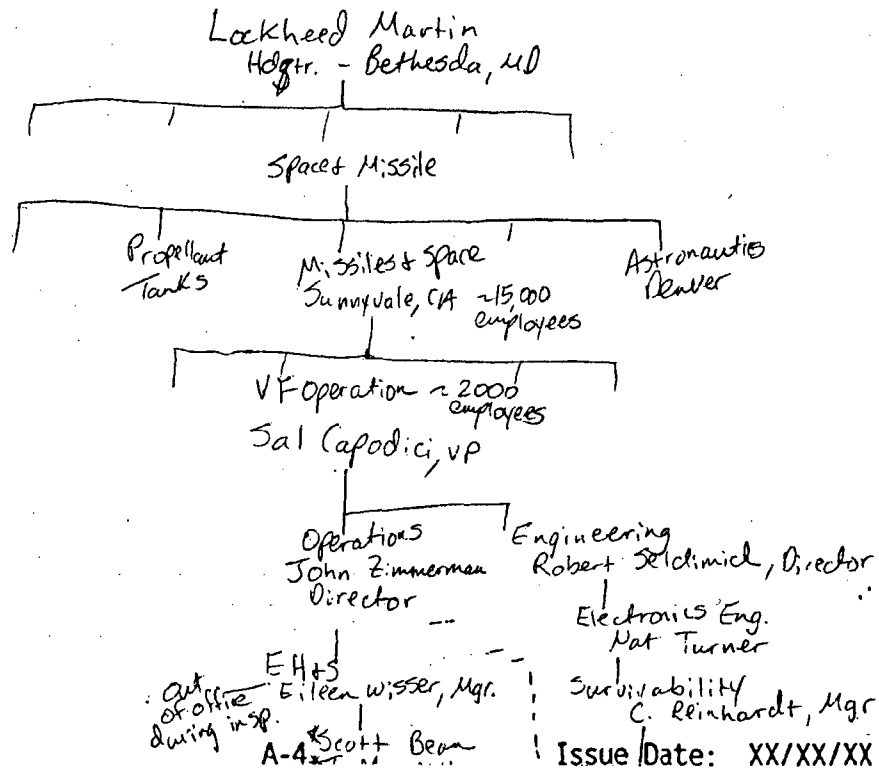 Lockheed Martin
Hdqtr. - Bethesda, MD
Space & Missile
Propellant
Tanks
Missiles & Space
Sunnyvale, CA ~15,000
employees
Astronautics
Denver
VF Operation ~ 2000
employees
Sal Capodici, VP
Operations
John Zimmerman
Director
Engineering
Robert Seldimid, Director
Electronics Eng.
Nat Turner
EH&S
Eileen Wisser, Mgr.
out
of office
during insp.
Survivability
C. Reinhardt, Mgr
A-4 *Scott Bean
Issue Date: XX/XX/XX